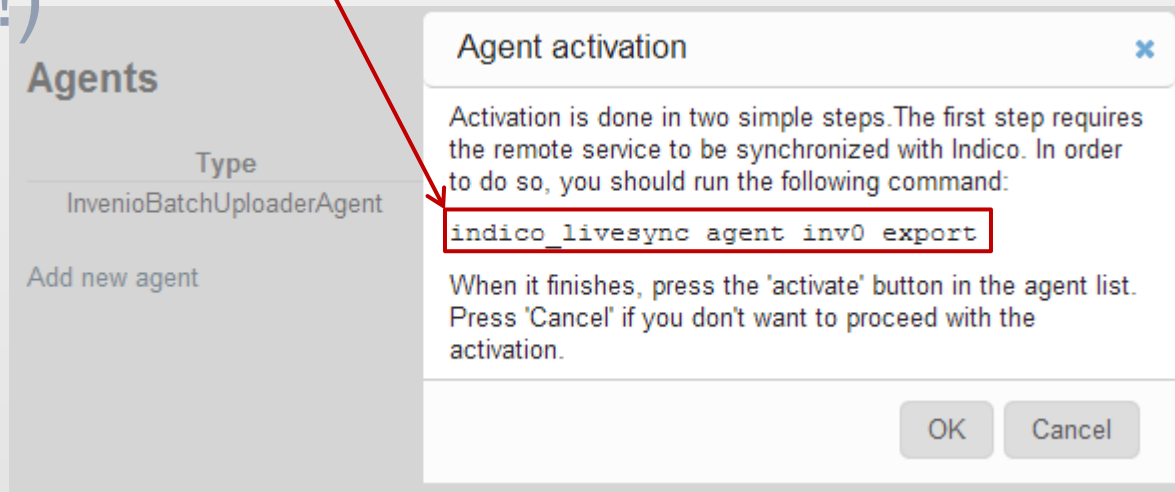 !)
Agents
Type
InvenioBatchUploaderAgent
Add new agent
Agent activation
Activation is done in two simple steps.The first step requires
the remote service to be synchronized with Indico. In order
to do so, you should run the following command:
indico_livesync agent inv0 export
When it finishes, press the 'activate' button in the agent list.
Press 'Cancel' if you don't want to proceed with the
activation.
OK Cancel